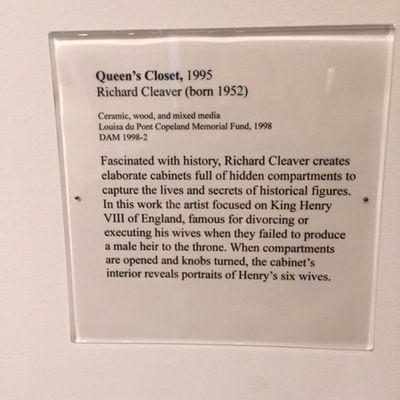 Queen's Closet, 1995
Richard Cleaver (born 1952)
Ceramic, wood, and mixed media
Louisa du Pont Copeland Memorial Fund, 1998
DAM 1998-2
Fascinated with history, Richard Cleaver creates
elaborate cabinets full of hidden compartments to
capture the lives and secrets of historical figures.
In this work the artist focused on King Henry
VIII of England, famous for divorcing or
executing his wives when they failed to produce
a male heir to the throne. When compartments
are opened and knobs turned, the cabinet's
interior reveals portraits of Henry's six wives.